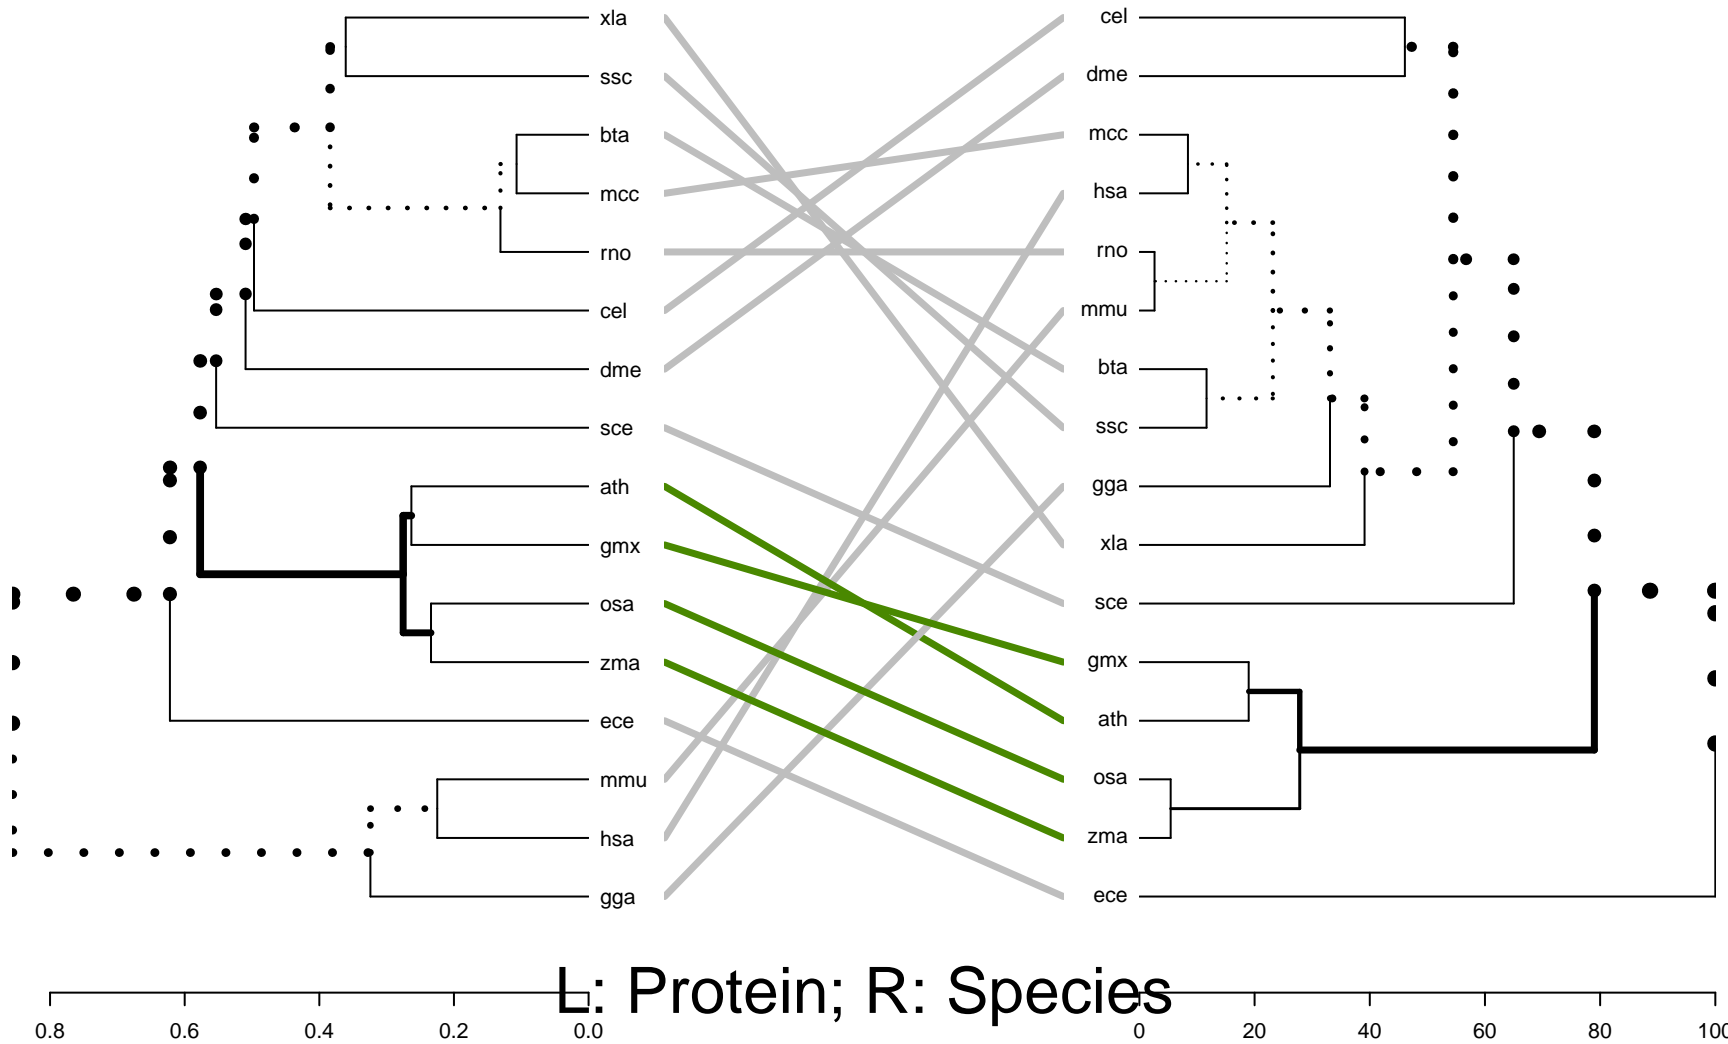 xla
ssc
bta
mcc
rno
cel
dme
sce
ath
gmx
osa
zma
ece
mmu
hsa
gga
cel
dme
mcc
hsa
rno
mmu
bta
ssc
gga
xla
sce
gmx
ath
osa
zma
ece
L: Protein; R: Species
0.8 0.6 0.4 0.2 0.0
0 20 40 60 80 100